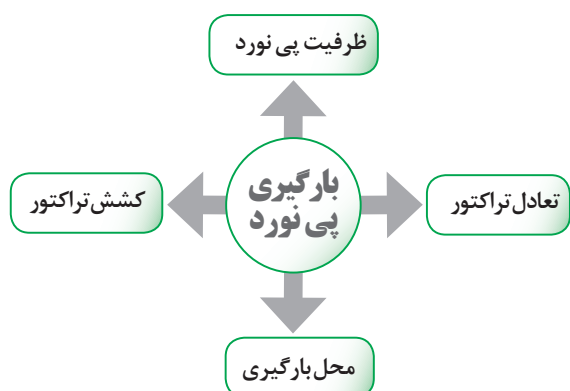 ظرفیت پی نورد
تعادل تراکتور
بارگیری
پی نورد
کشش تراکتور
محل بارگیری